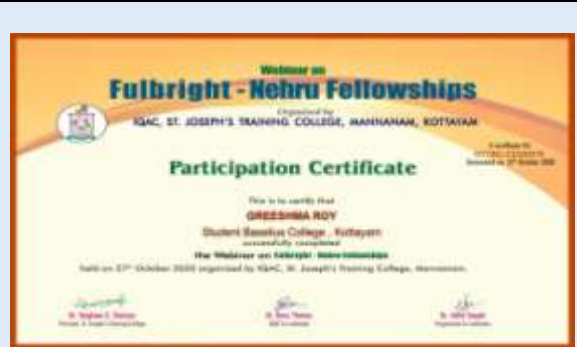 Webinar on
Fulbright - Nehru Fellowships
Organised by
IQAC, ST. JOSEPH'S TRAINING COLLEGE, MANNANAM, KOTTAYAM
Participation Certificate
This is to certify that
GREESHMA ROY
Student Baselius College , Kottayam
successfully completed
the Webinar on Fulbright - Nehru Fellowships
held on 27th October 2020 organised by IQAC, St. Joseph's Training College, Mannanam.